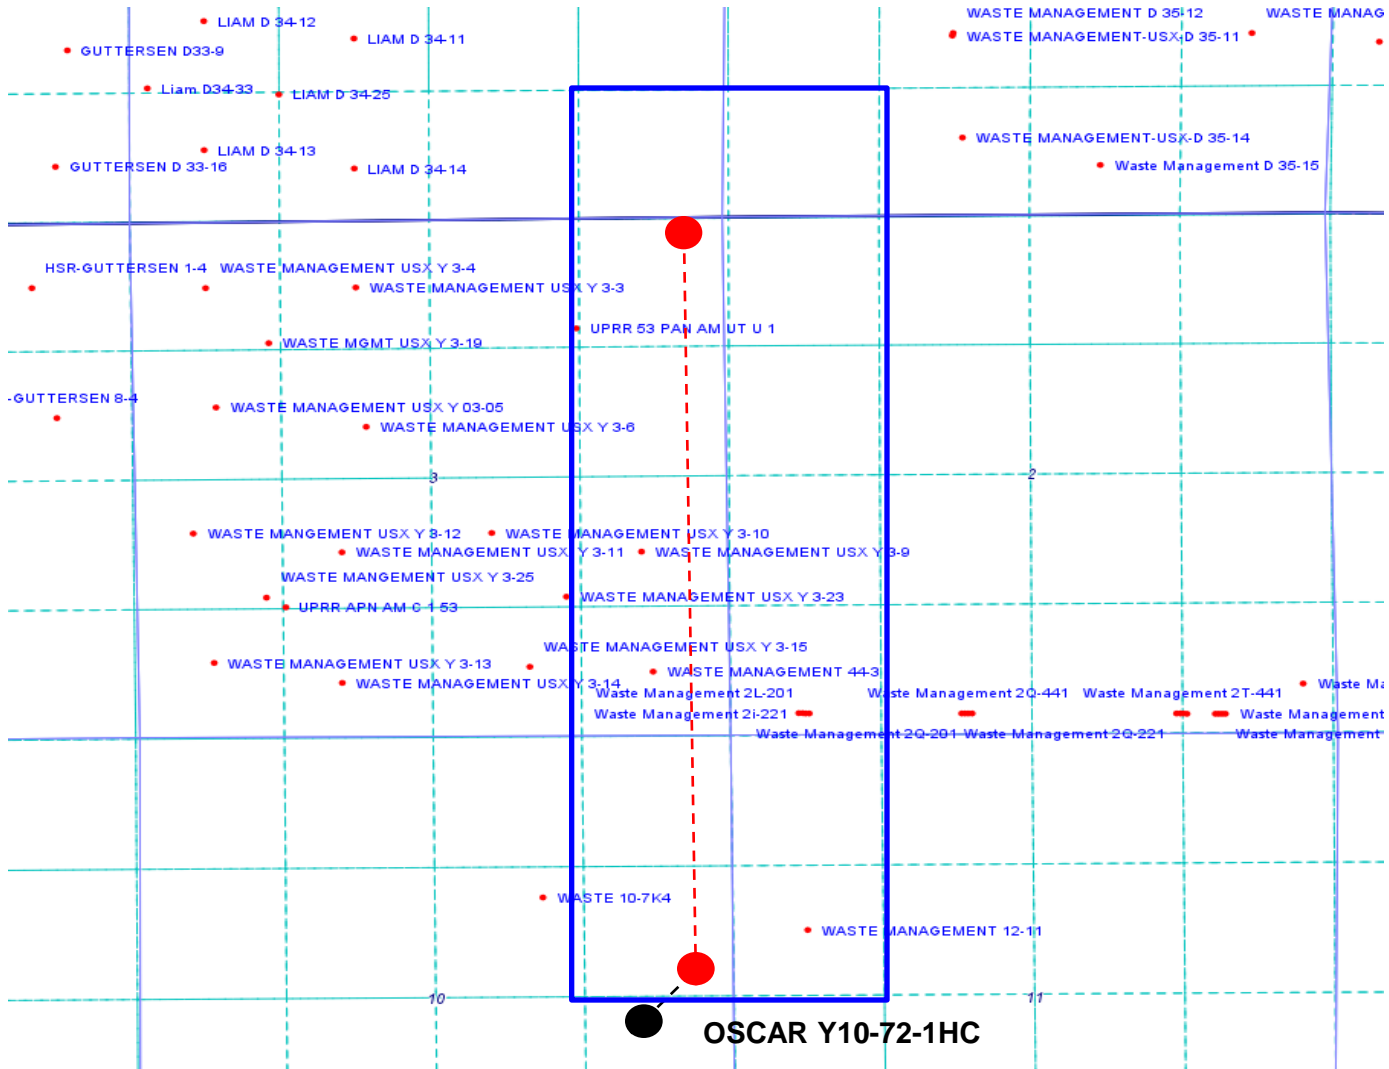 WASTE MANAGEMENT D 35-12
WASTE MANAG
LIAM D 34-12
LIAM D 34-11
WASTE MANAGEMENT-USX-D 35-11
GUTTERSEN D33-9
Liam D34-33
LIAM D 34-25
WASTE MANAGEMENT-USX-D 35-14
LIAM D 34-13
GUTTERSEN D 33-16
LIAM D 34-14
Waste Management D 35-15
HSR-GUTTERSEN 1-4
WASTE MANAGEMENT USX Y 3-4
WASTE MANAGEMENT USX Y 3-3
UPRR 53 PAN AM UT U 1
WASTE MGMT USX Y 3-19
-GUTTERSEN 8-4
WASTE MANAGEMENT USX Y 03-05
WASTE MANAGEMENT USX Y 3-6
3
2
WASTE MANGEMENT USX Y 3-12
WASTE MANAGEMENT USX Y 3-10
WASTE MANAGEMENT USX Y 3-11
WASTE MANAGEMENT USX Y 3-9
WASTE MANGEMENT USX Y 3-25
WASTE MANAGEMENT USX Y 3-23
UPRR APN AM C 1 53
WASTE MANAGEMENT USX Y 3-15
WASTE MANAGEMENT USX Y 3-13
WASTE MANAGEMENT 44-3
WASTE MANAGEMENT USX Y 3-14
Waste Ma
Waste Management 2L-201
Waste Management 2Q-441
Waste Management 2T-441
Waste Management 2i-221
Waste Management
Waste Management 2Q-201
Waste Management 2Q-221
Waste Management
WASTE 10-7K4
WASTE MANAGEMENT 12-11
10
11
OSCAR Y10-72-1HC